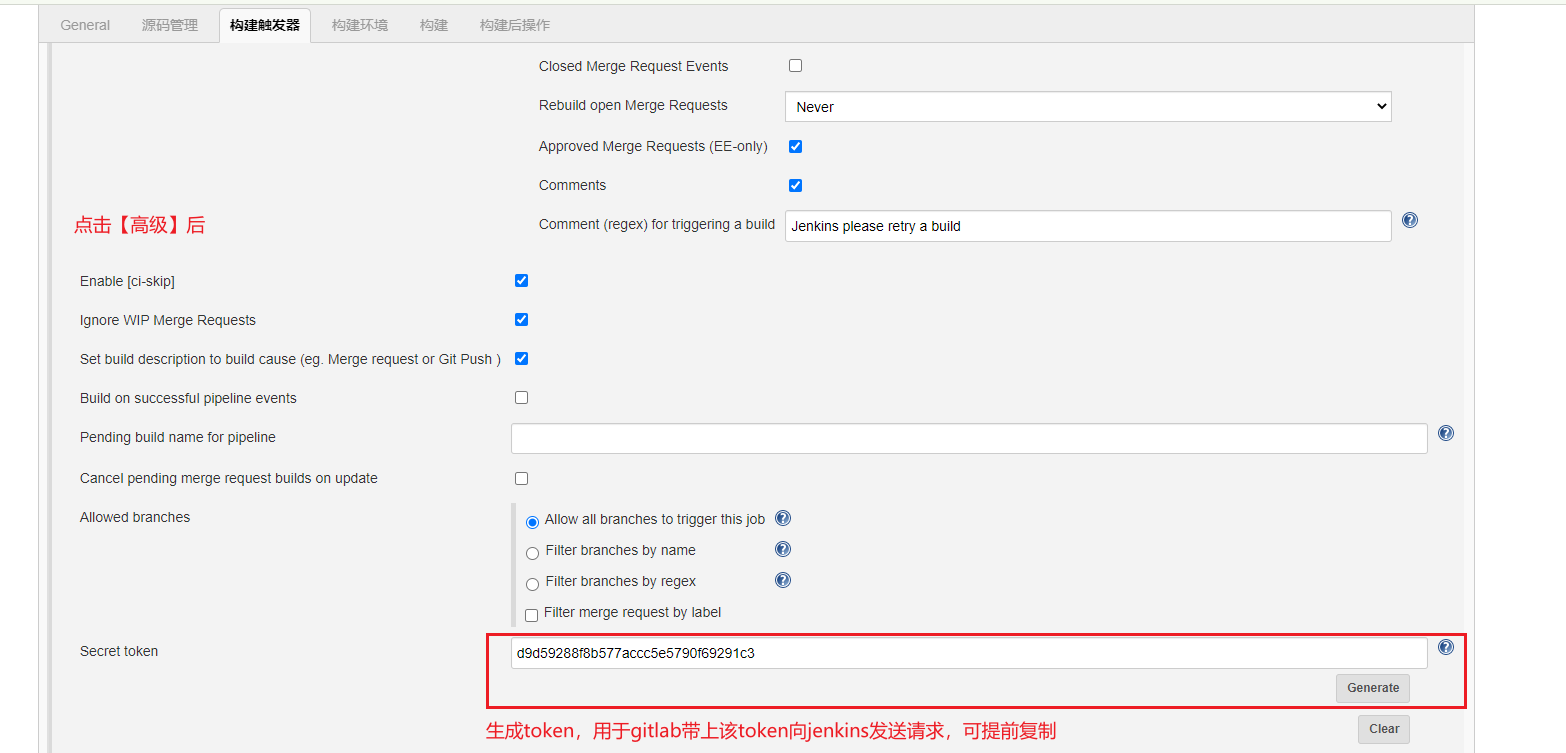 General 源码管理 构建触发器 构建环境 构建 构建后操作
Closed Merge Request Events
Rebuild open Merge Requests Never
Approved Merge Requests (EE-only)
Comments
点击【高级】后
Comment (regex) for triggering a build Jenkins please retry a build
Enable [ci-skip]
Ignore WIP Merge Requests
Set build description to build cause (eg. Merge request or Git Push )
Build on successful pipeline events
Pending build name for pipeline
Cancel pending merge request builds on update
Allowed branches
Allow all branches to trigger this job
Filter branches by name
Filter branches by regex
Filter merge request by label
Secret token d9d59288f8b577accc5e5790f69291c3
Generate
生成token，用于gitlab带上该token向jenkins发送请求，可提前复制
Clear